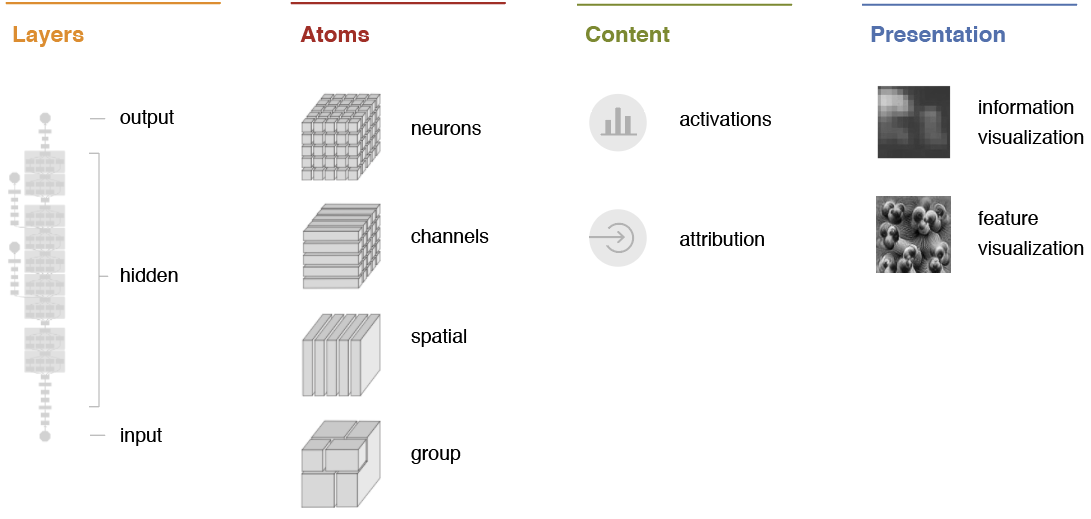 Layers
output
hidden
input
Atoms
neurons
channels
spatial
group
Content
activations
attribution
Presentation
information
visualization
feature
visualization